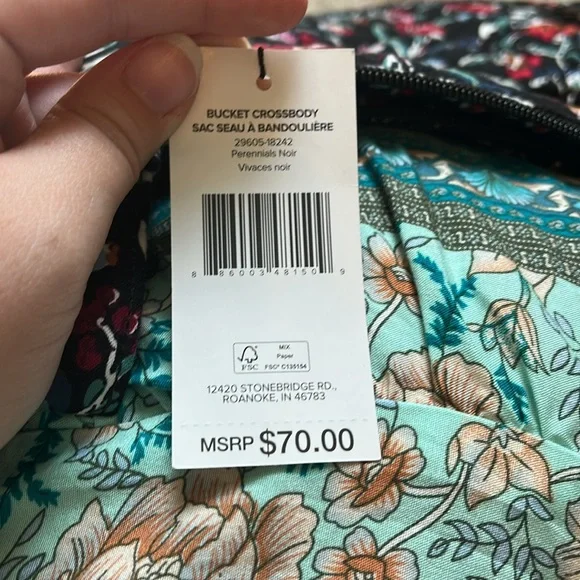 BUCKET CROSSBODY
SAC SEAU À BANDOULIÈRE
29605-18242
Perennials Noir
Vivaces noir
8 86003 48150 9
FSC
MIX
Paper
FSC® C135154
12420 STONEBRIDGE RD.,
ROANOKE, IN 46783
MSRP $70.00